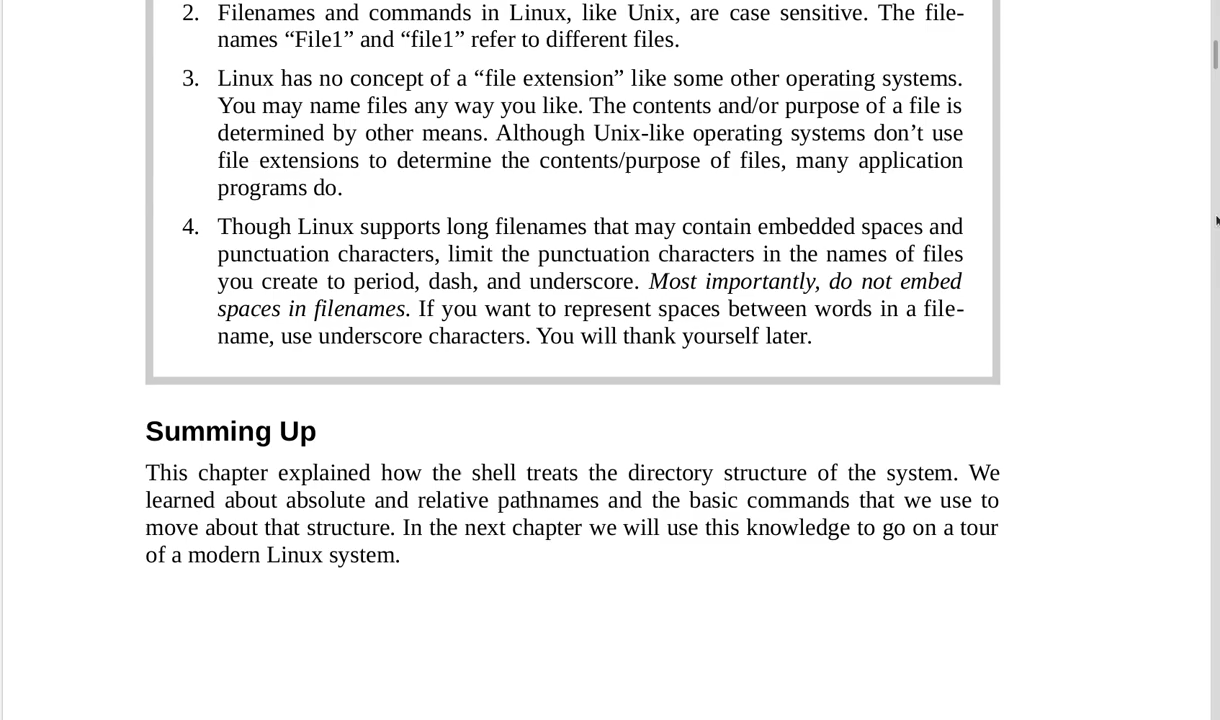 2. Filenames and commands in Linux, like Unix, are case sensitive. The file-
names “File1” and “file1” refer to different files.
3. Linux has no concept of a “file extension” like some other operating systems.
You may name files any way you like. The contents and/or purpose of a file is
determined by other means. Although Unix-like operating systems don’t use
file extensions to determine the contents/purpose of files, many application
programs do.
4. Though Linux supports long filenames that may contain embedded spaces and
punctuation characters, limit the punctuation characters in the names of files
you create to period, dash, and underscore. Most importantly, do not embed
spaces in filenames. If you want to represent spaces between words in a file-
name, use underscore characters. You will thank yourself later.
Summing Up
This chapter explained how the shell treats the directory structure of the system. We
learned about absolute and relative pathnames and the basic commands that we use to
move about that structure. In the next chapter we will use this knowledge to go on a tour
of a modern Linux system.